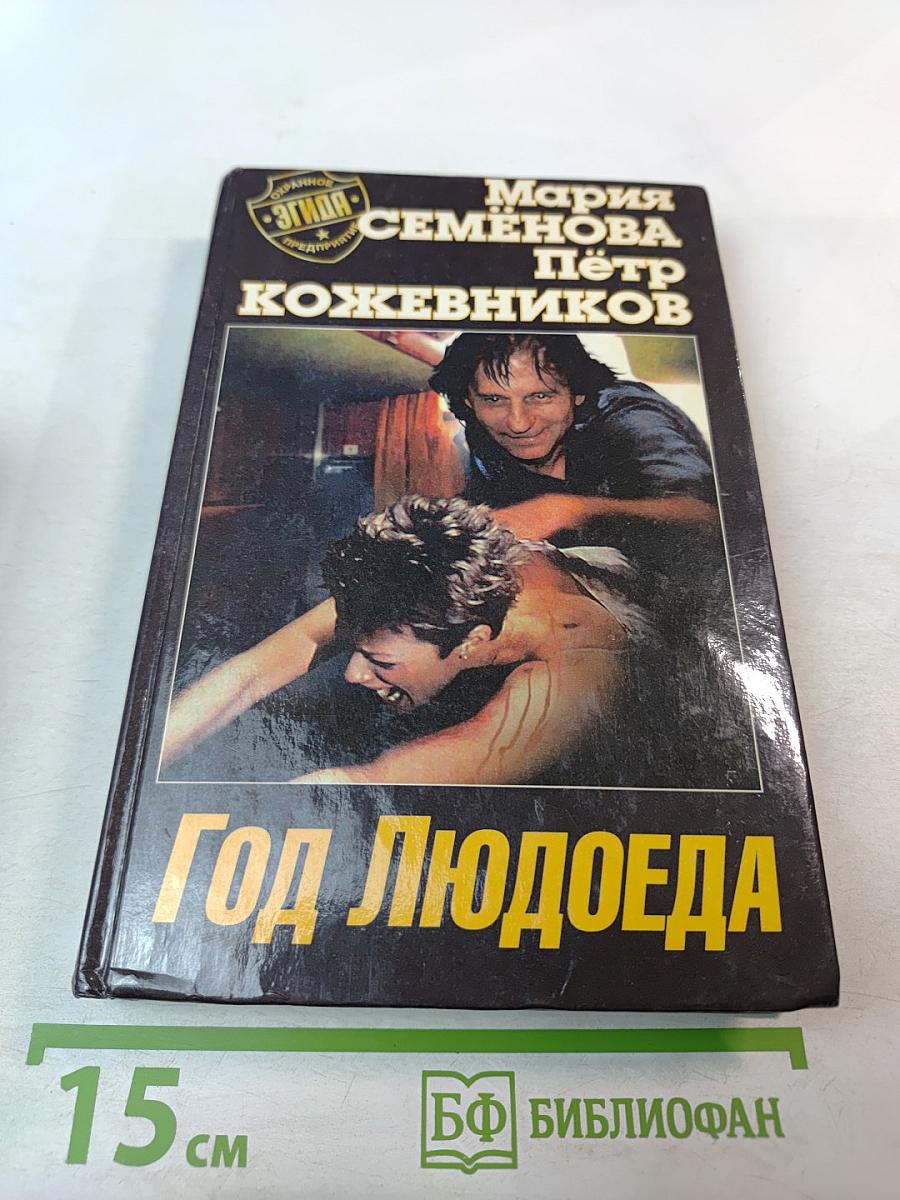 ОХРАННОЕ
ЭГИДА
ПРЕДПРИЯТИЕ
Мария
СЕМЁНОВА
Пётр
КОЖЕВНИКОВ
Год Людоеда
15 см
БФ БИБЛИОФАН